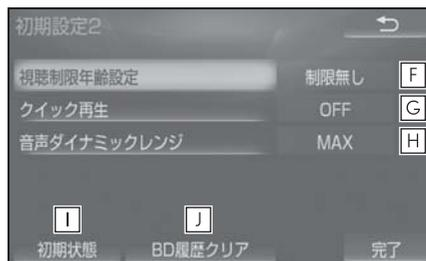 初期設定2
視聴制限年齢設定 制限無し F
クイック再生 OFF G
音声ダイナミックレンジ MAX H
I J
初期状態 BD履歴クリア 完了